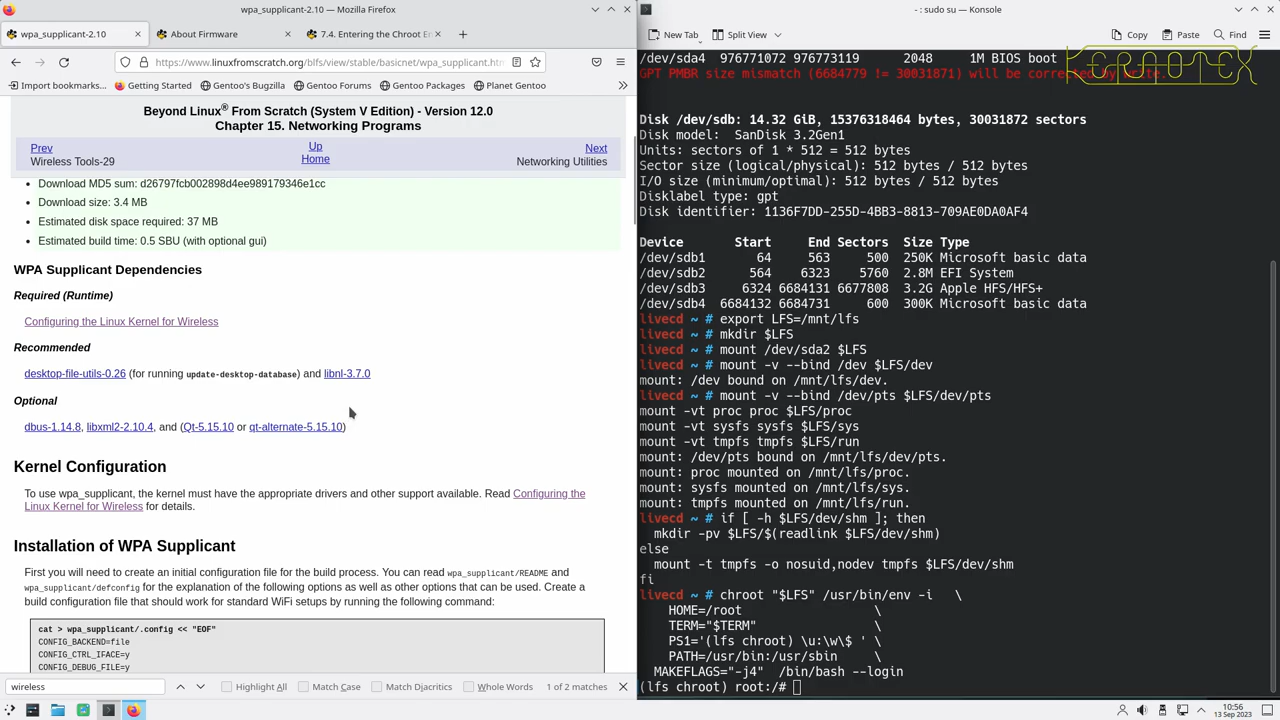 wpa_supplicant-2.10 — Mozilla Firefox
wpa_supplicant-2.10
About Firmware
7.4. Entering the Chroot E
https://www.linuxfromscratch.org/blfs/view/stable/basicnet/wpa_supplicant.htm
Import bookmarks...
Getting Started
Gentoo's Bugzilla
Gentoo Forums
Gentoo Packages
Planet Gentoo
Beyond Linux® From Scratch (System V Edition) - Version 12.0
Chapter 15. Networking Programs
Prev
Up
Next
Wireless Tools-29
Home
Networking Utilities
• Download MD5 sum: d26797fcb002898d4ee989179346e1cc
• Download size: 3.4 MB
• Estimated disk space required: 37 MB
• Estimated build time: 0.5 SBU (with optional gui)
WPA Supplicant Dependencies
Required (Runtime)
Configuring the Linux Kernel for Wireless
Recommended
desktop-file-utils-0.26 (for running update-desktop-database) and libnl-3.7.0
Optional
dbus-1.14.8, libxml2-2.10.4, and (Qt-5.15.10 or qt-alternate-5.15.10)
Kernel Configuration
To use wpa_supplicant, the kernel must have the appropriate drivers and other support available. Read Configuring the
Linux Kernel for Wireless for details.
Installation of WPA Supplicant
First you will need to create an initial configuration file for the build process. You can read wpa_supplicant/README and
wpa_supplicant/defconfig for the explanation of the following options as well as other options that can be used. Create a
build configuration file that should work for standard WiFi setups by running the following command:
cat > wpa_supplicant/.config << "EOF"
CONFIG_BACKEND=file
CONFIG_CTRL_IFACE=y
CONFIG_DEBUG_FILE=y
wireless
Highlight All
Match Case
Match Diacritics
Whole Words
1 of 2 matches
- : sudo su — Konsole
New Tab
Split View
Copy
Paste
Find
KERNOTEX
/dev/sda4  976771072 976773119      2048     1M BIOS boot
GPT PMBR size mismatch (6684779 != 30031871) will be corrected by write.
Disk /dev/sdb: 14.32 GiB, 15376318464 bytes, 30031872 sectors
Disk model:  SanDisk 3.2Gen1
Units: sectors of 1 * 512 = 512 bytes
Sector size (logical/physical): 512 bytes / 512 bytes
I/O size (minimum/optimal): 512 bytes / 512 bytes
Disklabel type: gpt
Disk identifier: 1136F7DD-255D-4BB3-8813-709AE0DA0AF4
Device       Start     End Sectors  Size Type
/dev/sdb1       64     563     500  250K Microsoft basic data
/dev/sdb2      564    6323    5760  2.8M EFI System
/dev/sdb3     6324 6684131 6677808  3.2G Apple HFS/HFS+
/dev/sdb4  6684132 6684731     600  300K Microsoft basic data
livecd ~ # export LFS=/mnt/lfs
livecd ~ # mkdir $LFS
livecd ~ # mount /dev/sda2 $LFS
livecd ~ # mount -v --bind /dev $LFS/dev
mount: /dev bound on /mnt/lfs/dev.
livecd ~ # mount -v --bind /dev/pts $LFS/dev/pts
mount -vt proc proc $LFS/proc
mount -vt sysfs sysfs $LFS/sys
mount -vt tmpfs tmpfs $LFS/run
mount: /dev/pts bound on /mnt/lfs/dev/pts.
mount: proc mounted on /mnt/lfs/proc.
mount: sysfs mounted on /mnt/lfs/sys.
mount: tmpfs mounted on /mnt/lfs/run.
livecd ~ # if [ -h $LFS/dev/shm ]; then
  mkdir -pv $LFS/$(readlink $LFS/dev/shm)
else
  mount -t tmpfs -o nosuid,nodev tmpfs $LFS/dev/shm
fi
livecd ~ # chroot "$LFS" /usr/bin/env -i   \
    HOME=/root                  \
    TERM="$TERM"                \
    PS1='(lfs chroot) \u:\w\$ ' \
    PATH=/usr/bin:/usr/sbin     \
  MAKEFLAGS="-j4"  /bin/bash --login
(lfs chroot) root:/#
10:56
13 Sep 2023